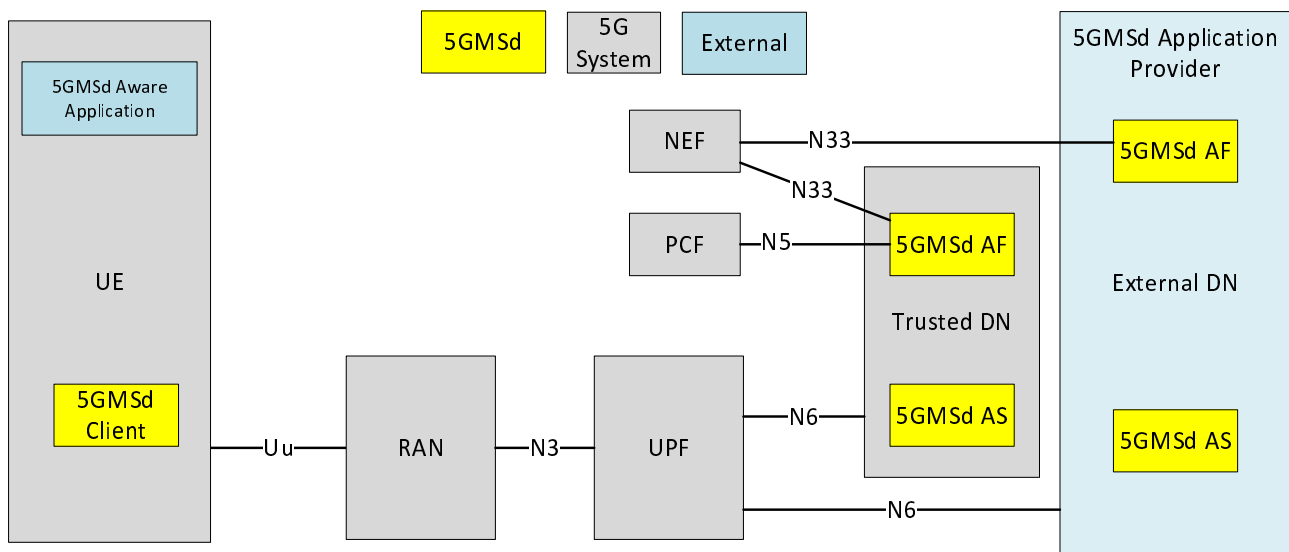 5GMSd
5G
System
External
5GMSd Application
Provider
5GMSd Aware
Application
NEF
N33
5GMSd AF
N33
PCF
N5
5GMSd AF
UE
External DN
Trusted DN
5GMSd
Client
5GMSd AS
N6
5GMSd AS
Uu
RAN
N3
UPF
N6